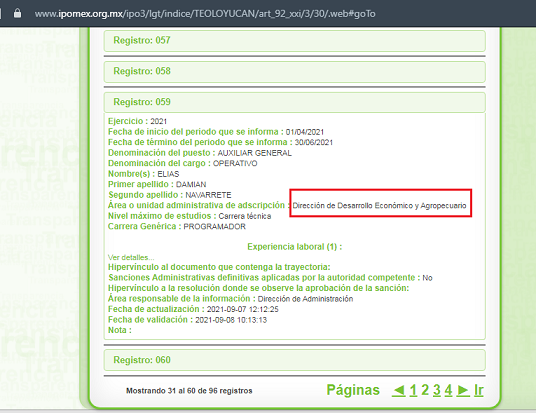 www.ipomex.org.mx/ipo3/lgt/indice/TEOLOYUCAN/art_92_xxi/3/30/.web#goTo
Registro: 057
Registro: 058
Registro: 059
Ejercicio : 2021
Fecha de inicio del periodo que se informa : 01/04/2021
Fecha de término del periodo que se informa : 30/06/2021
Denominación del puesto : AUXILIAR GENERAL
Denominación del cargo : OPERATIVO
Nombre(s) : ELIAS
Primer apellido : DAMIAN
Segundo apellido : NAVARRETE
Área o unidad administrativa de adscripción : Dirección de Desarrollo Económico y Agropecuario
Nivel máximo de estudios : Carrera técnica
Carrera Genérica : PROGRAMADOR
Experiencia laboral (1) :
Ver detalles...
Hipervínculo al documento que contenga la trayectoria:
Sanciones Administrativas definitivas aplicadas por la autoridad competente : No
Hipervínculo a la resolución donde se observe la aprobación de la sanción:
Área responsable de la información : Dirección de Administración
Fecha de actualización : 2021-09-07 12:12:25
Fecha de validación : 2021-09-08 10:13:13
Nota :
Registro: 060
Mostrando 31 al 60 de 96 registros
Páginas ◄ 1 2 3 4 ► Ir